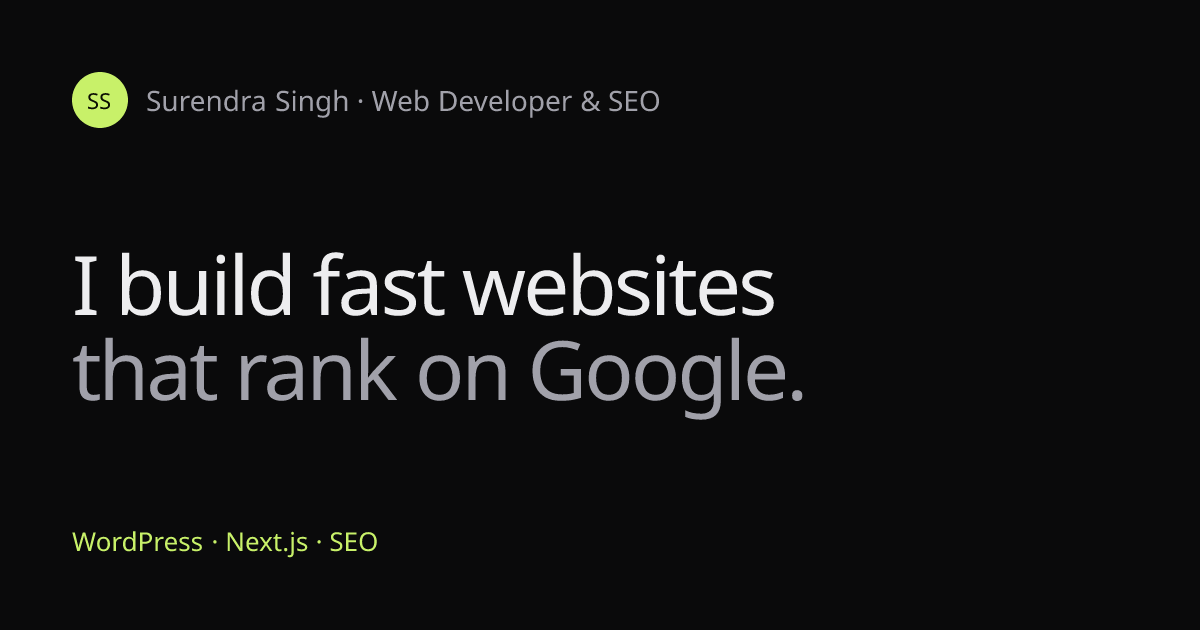 SS
Surendra Singh · Web Developer & SEO
I build fast websites
that rank on Google.
WordPress · Next.js · SEO